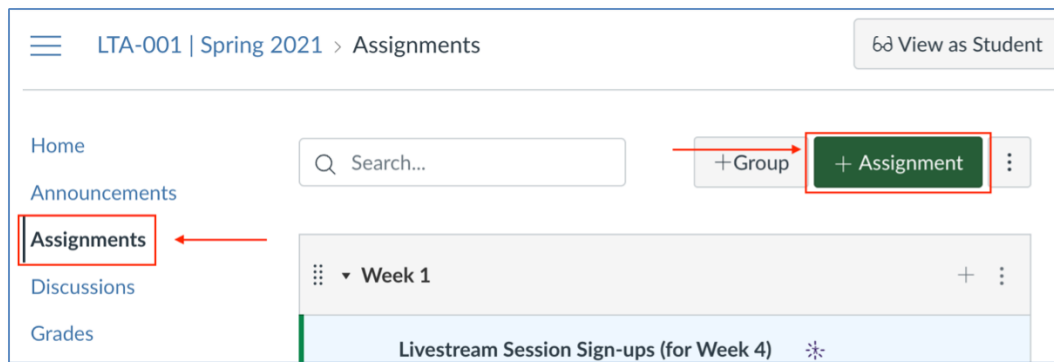 LTA-001 | Spring 2021 > Assignments
View as Student
Home
Announcements
Assignments
Discussions
Grades
Search...
+Group
+ Assignment
Week 1
Livestream Session Sign-ups (for Week 4)